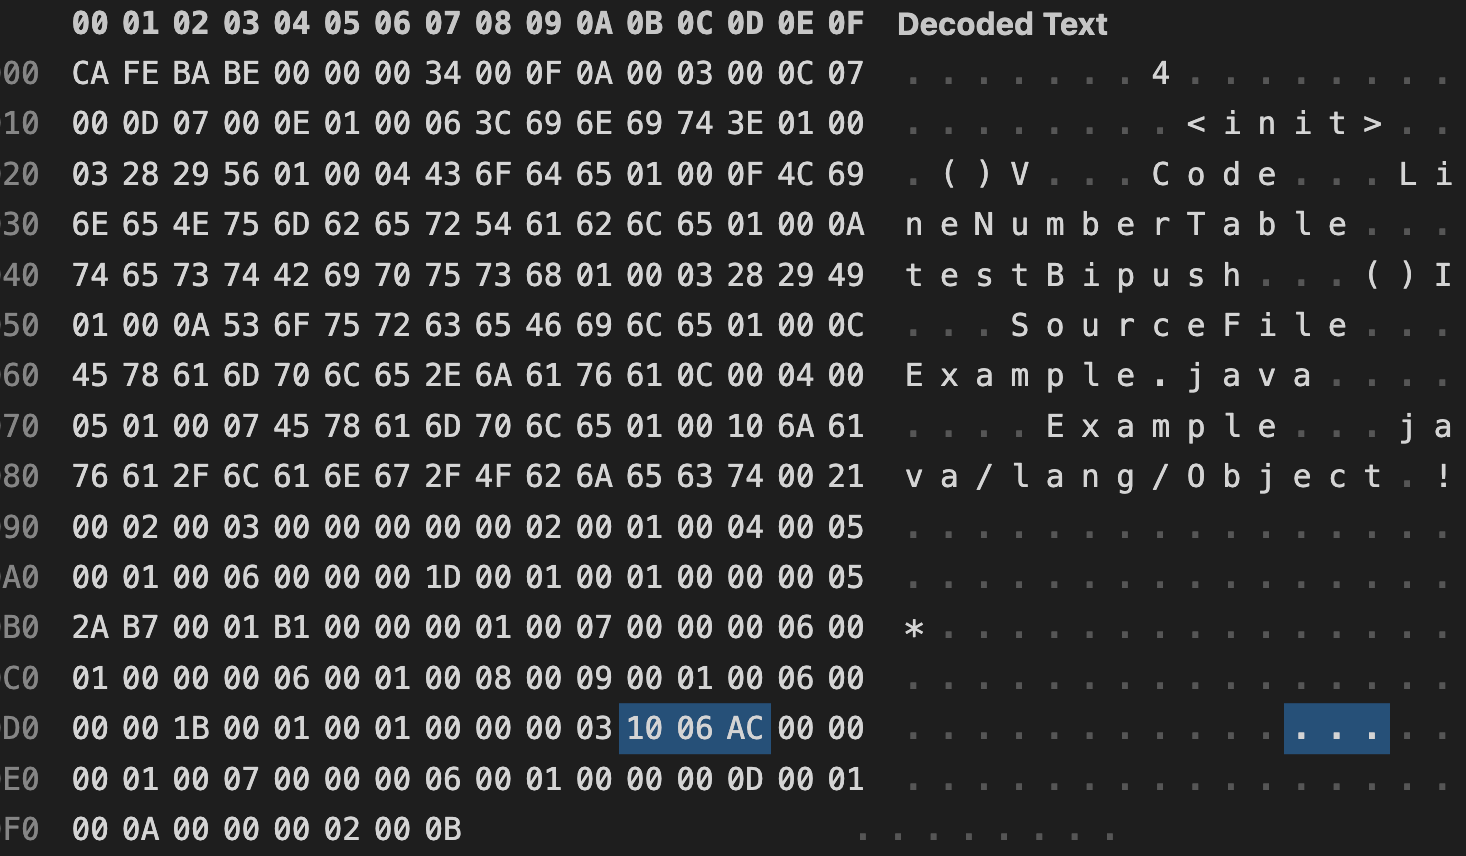 00 01 02 03 04 05 06 07 08 09 0A 0B 0C 0D 0E 0F Decoded Text
00 CA FE BA BE 00 00 00 34 00 0F 0A 00 03 00 0C 07 . . . . . . . 4 . . . . . . . .
10 00 0D 07 00 0E 01 00 06 3C 69 6E 69 74 3E 01 00 . . . . . . . . < i n i t > . .
20 03 28 29 56 01 00 04 43 6F 64 65 01 00 0F 4C 69 . ( ) V . . . C o d e . . . L i
30 6E 65 4E 75 6D 62 65 72 54 61 62 6C 65 01 00 0A n e N u m b e r T a b l e . . .
40 74 65 73 74 42 69 70 75 73 68 01 00 03 28 29 49 t e s t B i p u s h . . . ( ) I
50 01 00 0A 53 6F 75 72 63 65 46 69 6C 65 01 00 0C . . . S o u r c e F i l e . . .
60 45 78 61 6D 70 6C 65 2E 6A 61 76 61 0C 00 04 00 E x a m p l e . j a v a . . . .
70 05 01 00 07 45 78 61 6D 70 6C 65 01 00 10 6A 61 . . . . E x a m p l e . . . j a
80 76 61 2F 6C 61 6E 67 2F 4F 62 6A 65 63 74 00 21 v a / l a n g / O b j e c t . !
90 00 02 00 03 00 00 00 00 00 02 00 01 00 04 00 05 . . . . . . . . . . . . . . . .
A0 00 01 00 06 00 00 00 1D 00 01 00 01 00 00 00 05 . . . . . . . . . . . . . . . .
B0 2A B7 00 01 B1 00 00 00 01 00 07 00 00 00 06 00 * . . . . . . . . . . . . . . .
C0 01 00 00 00 06 00 01 00 08 00 09 00 01 00 06 00 . . . . . . . . . . . . . . . .
D0 00 00 1B 00 01 00 01 00 00 00 03 10 06 AC 00 00 . . . . . . . . . . . . . . . .
E0 00 01 00 07 00 00 00 06 00 01 00 00 00 0D 00 01 . . . . . . . . . . . . . . . .
F0 00 0A 00 00 00 02 00 0B . . . . . . . .